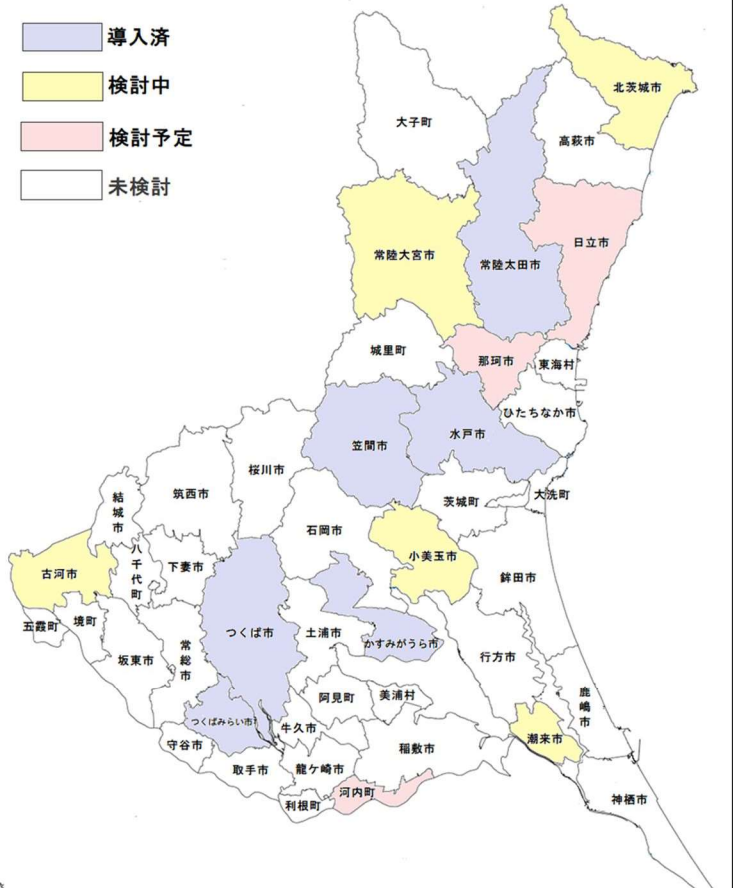 導入済
検討中
検討予定
未検討
北茨城市
大子町
高萩市
日立市
常陸大宮市
常陸太田市
城里町
那珂市
東海村
ひたちなか市
水戸市
笠間市
桜川市
筑西市
結城市
茨城町
大洗町
石岡市
小美玉市
八千代町
下妻市
古河市
鉾田市
五霞町
境町
つくば市
土浦市
かすみがうら市
坂東市
常総市
行方市
阿見町
美浦村
鹿嶋市
つくばみらい市
牛久市
守谷市
潮来市
稲敷市
取手市
龍ケ崎市
河内町
利根町
神栖市